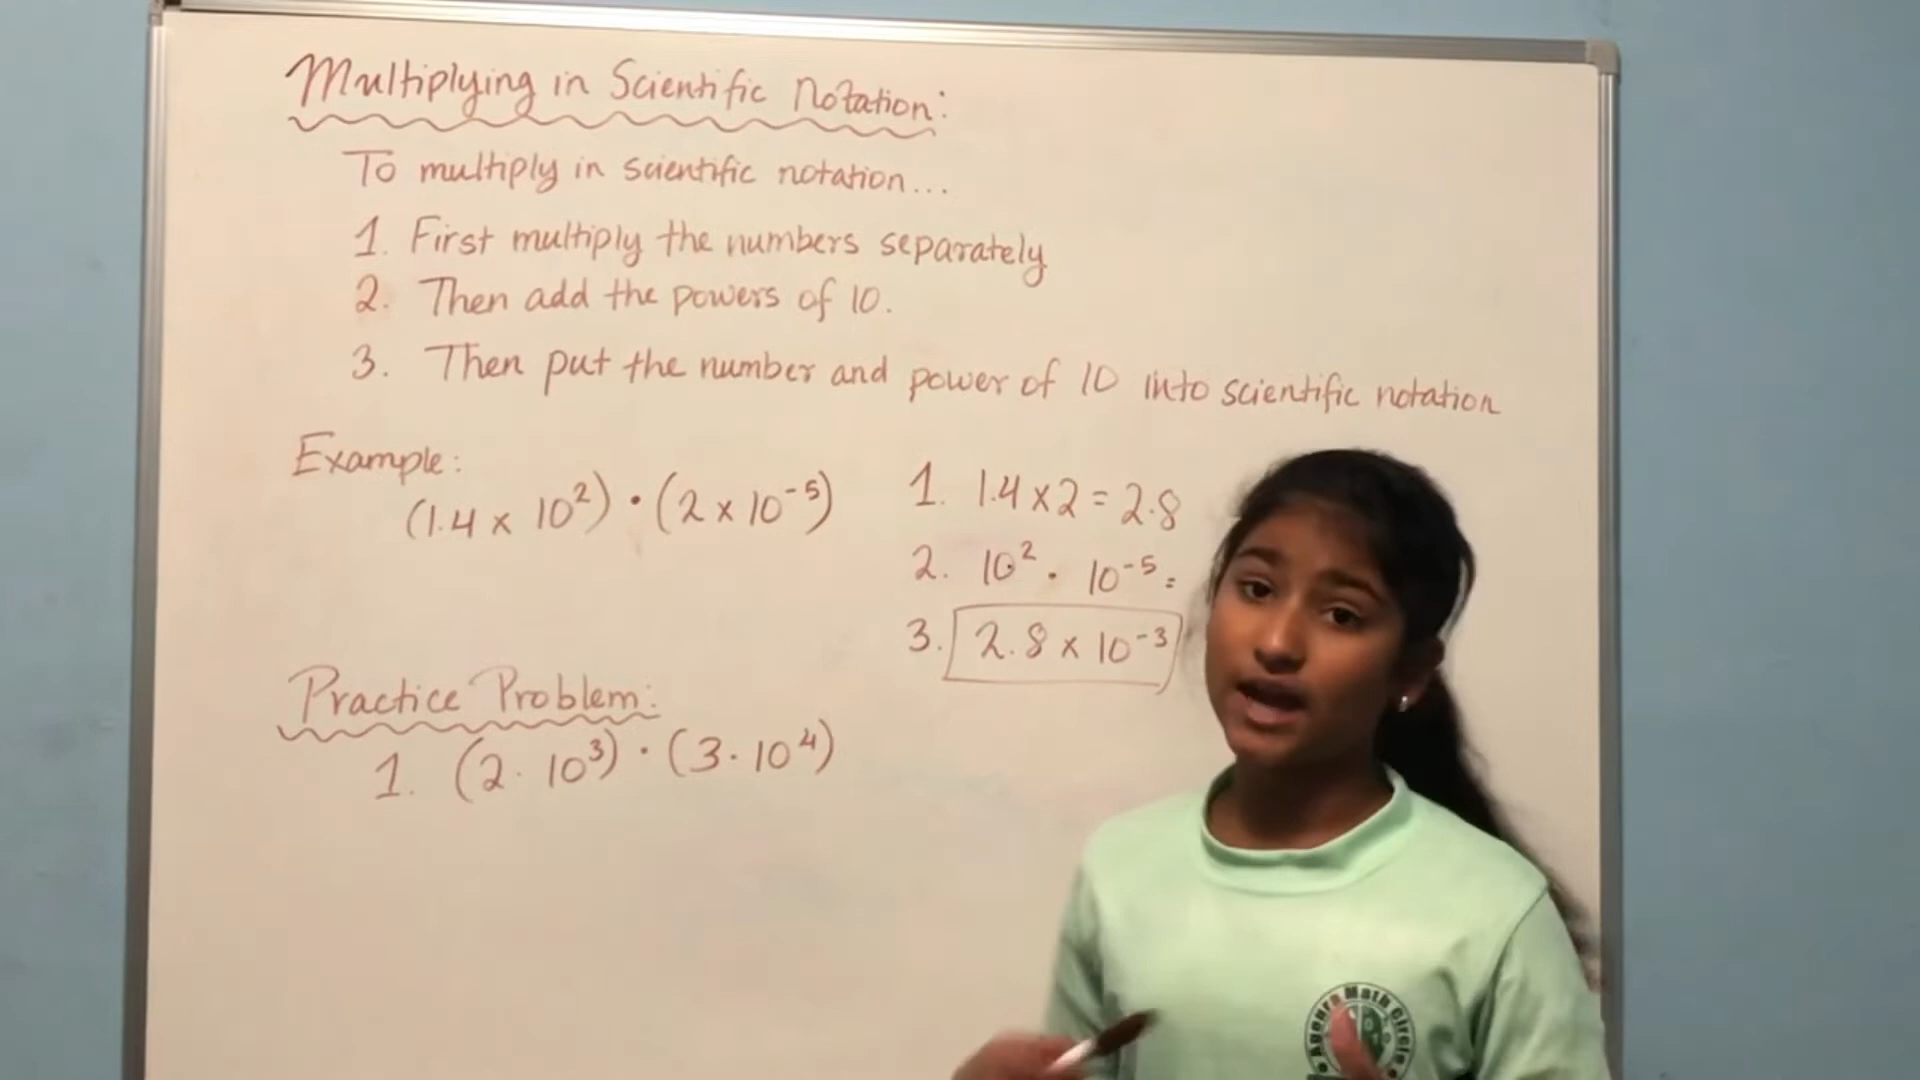 Multiplying in Scientific Notation:
To multiply in scientific notation...
1. First multiply the numbers separately
2. Then add the powers of 10.
3. Then put the number and power of 10 into scientific notation
Example:
(1.4 x 10²) · (2 x 10⁻⁵)
1. 1.4 x 2 = 2.8
2. 10² · 10⁻⁵ =
3. 2.8 x 10⁻³
Practice Problem:
1. (2 · 10³) · (3 · 10⁴)
Math Circle